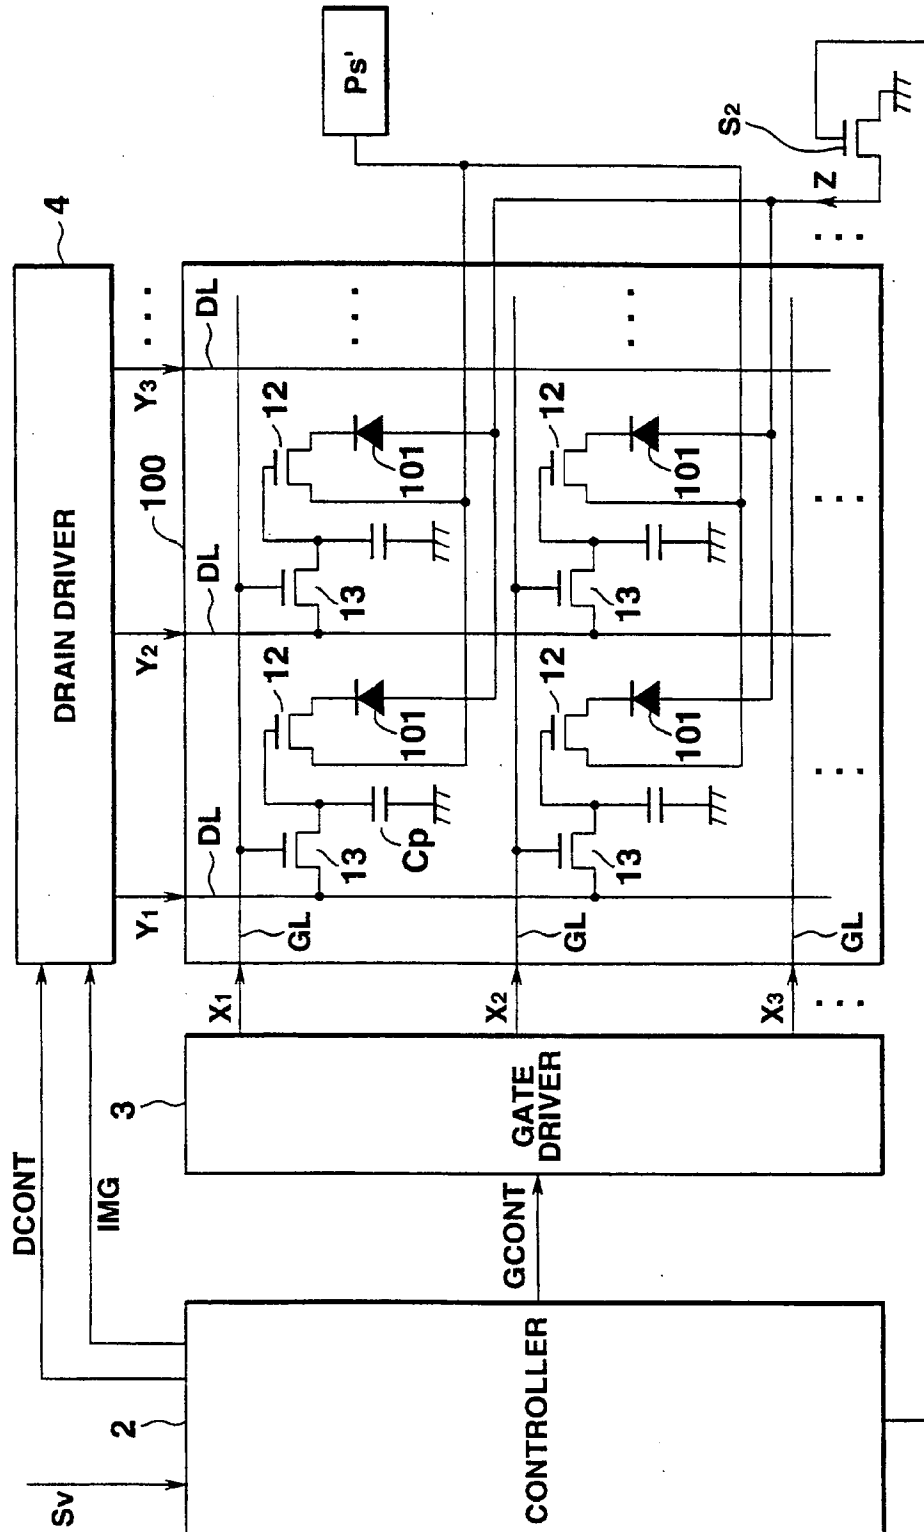 4
DRAIN DRIVER
Ps'
DCONT
IMG
Y1
Y2
Y3
...
100
DL
DL
DL
S2
Z
...
3
2
Sv
CONTROLLER
GCONT
GATE
DRIVER
X1
X2
X3
...
GL
GL
GL
13
Cp
12
101
13
12
101
...
13
12
101
13
12
101
...
...
...